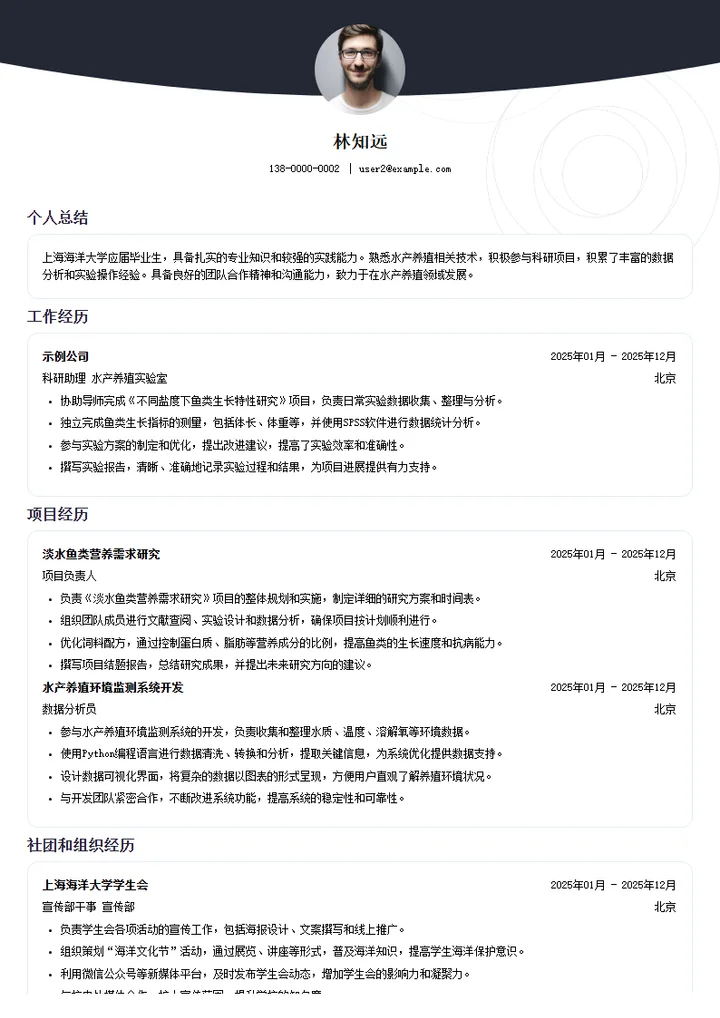 林知远
138-0000-0002 | user2@example.com
个人总结
上海海洋大学应届毕业生，具备扎实的专业知识和较强的实践能力。熟悉水产养殖相关技术，积极参与科研项目，积累了丰富的数据
分析和实验操作经验。具备良好的团队合作精神和沟通能力，致力于在水产养殖领域发展。
工作经历
示例公司 2025年01月 - 2025年12月
科研助理 水产养殖实验室 北京
• 协助导师完成《不同盐度下鱼类生长特性研究》项目，负责日常实验数据收集、整理与分析。
• 独立完成鱼类生长指标的测量，包括体长、体重等，并使用SPSS软件进行数据统计分析。
• 参与实验方案的制定和优化，提出改进建议，提高了实验效率和准确性。
• 撰写实验报告，清晰、准确地记录实验过程和结果，为项目进展提供有力支持。
项目经历
淡水鱼类营养需求研究 2025年01月 - 2025年12月
项目负责人 北京
• 负责《淡水鱼类营养需求研究》项目的整体规划和实施，制定详细的研究方案和时间表。
• 组织团队成员进行文献查阅、实验设计和数据分析，确保项目按计划顺利进行。
• 优化饲料配方，通过控制蛋白质、脂肪等营养成分的比例，提高鱼类的生长速度和抗病能力。
• 撰写项目结题报告，总结研究成果，并提出未来研究方向的建议。
水产养殖环境监测系统开发 2025年01月 - 2025年12月
数据分析员 北京
• 参与水产养殖环境监测系统的开发，负责收集和整理水质、温度、溶解氧等环境数据。
• 使用Python编程语言进行数据清洗、转换和分析，提取关键信息，为系统优化提供数据支持。
• 设计数据可视化界面，将复杂的数据以图表的形式呈现，方便用户直观了解养殖环境状况。
• 与开发团队紧密合作，不断改进系统功能，提高系统的稳定性和可靠性。
社团和组织经历
上海海洋大学学生会 2025年01月 - 2025年12月
宣传部干事 宣传部 北京
• 负责学生会各项活动的宣传工作，包括海报设计、文案撰写和线上推广。
• 组织策划“海洋文化节”活动，通过展览、讲座等形式，普及海洋知识，提高学生海洋保护意识。
• 利用微信公众号等新媒体平台，及时发布学生会动态，增加学生会的影响力和凝聚力。